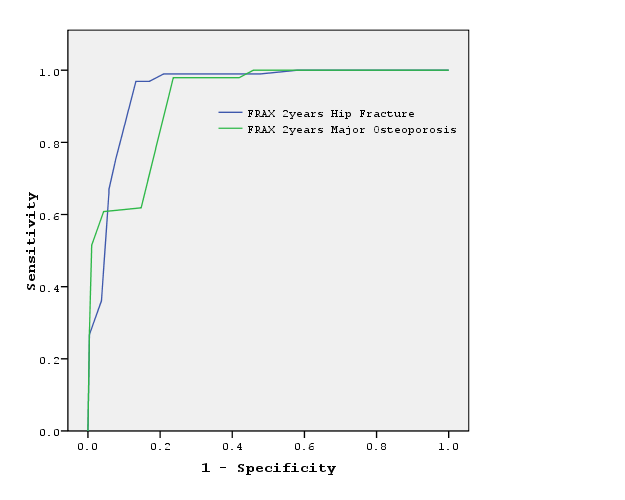 1.0
0.8
0.6
0.4
0.2
0.0
Sensitivity
FRAX 2years Hip Fracture
FRAX 2years Major Osteoporosis
0.0 0.2 0.4 0.6 0.8 1.0
1 - Specificity